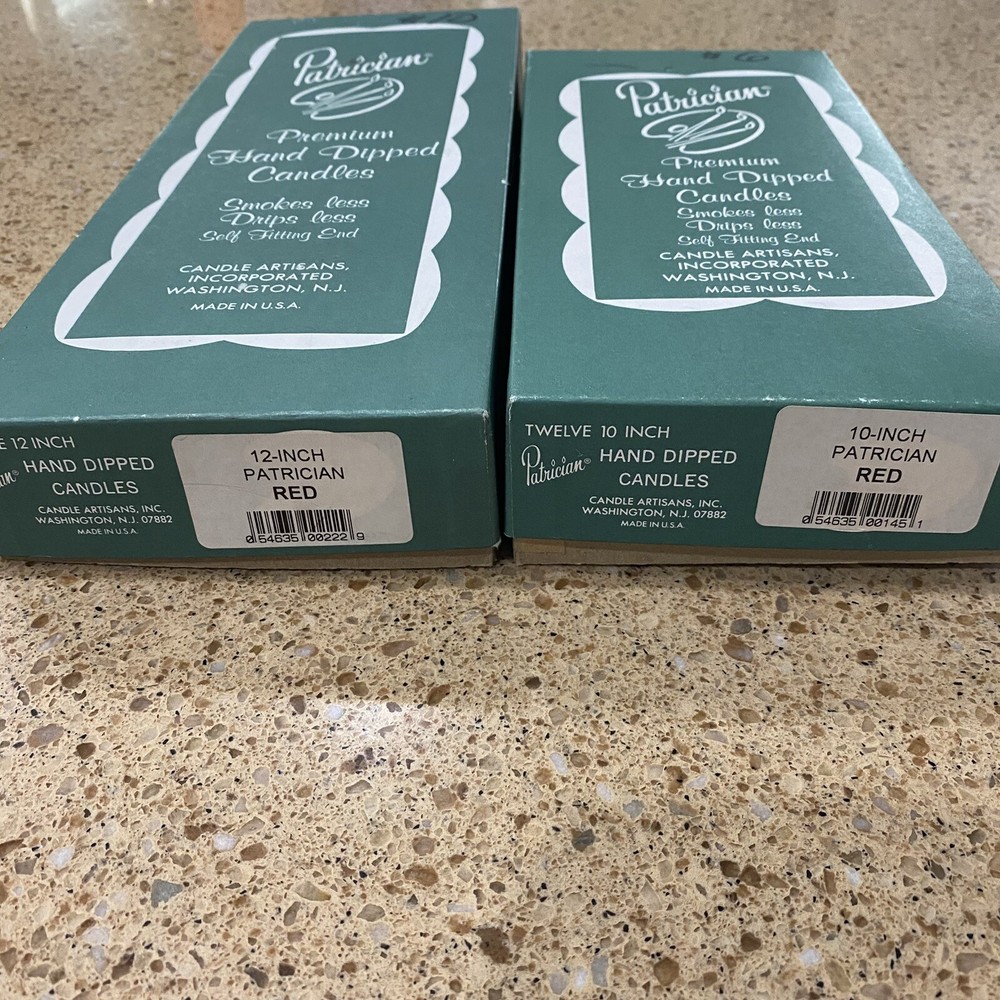 Patrician
Premium
Hand Dipped
Candles
Smokes less
Drips less
Self Fitting End
CANDLE ARTISANS,
INCORPORATED
WASHINGTON, N.J.
MADE IN U.S.A.
E 12 INCH
HAND DIPPED
CANDLES
CANDLE ARTISANS, INC.
WASHINGTON, N.J. 07882
MADE IN U.S.A.
12-INCH
PATRICIAN
RED
0 54635 00222 9
6
Patrician
Premium
Hand Dipped
Candles
Smokes less
Drips less
Self Fitting End
CANDLE ARTISANS,
INCORPORATED
WASHINGTON, N.J.
MADE IN U.S.A.
TWELVE 10 INCH
Patrician® HAND DIPPED
CANDLES
CANDLE ARTISANS, INC.
WASHINGTON, N.J. 07882
MADE IN U.S.A.
10-INCH
PATRICIAN
RED
0 54635 00145 1